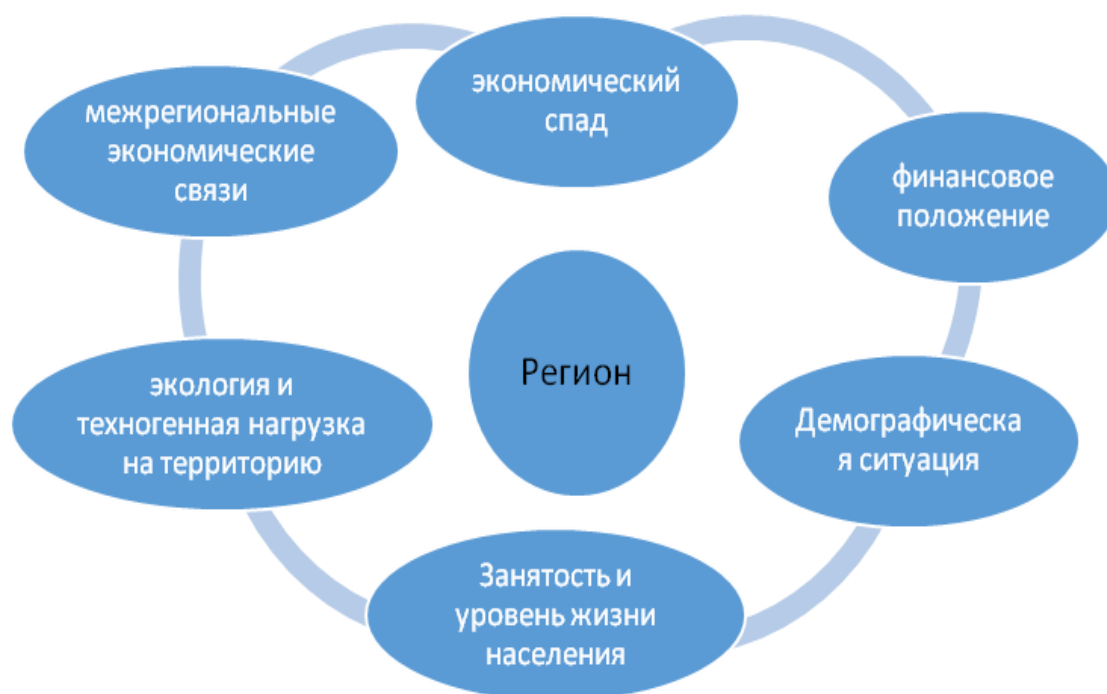 экономический
спад
финансовое
положение
Демографическа
я ситуация
Занятость и
уровень жизни
населения
экология и
техногенная нагрузка
на территорию
межрегиональные
экономические
связи
Регион